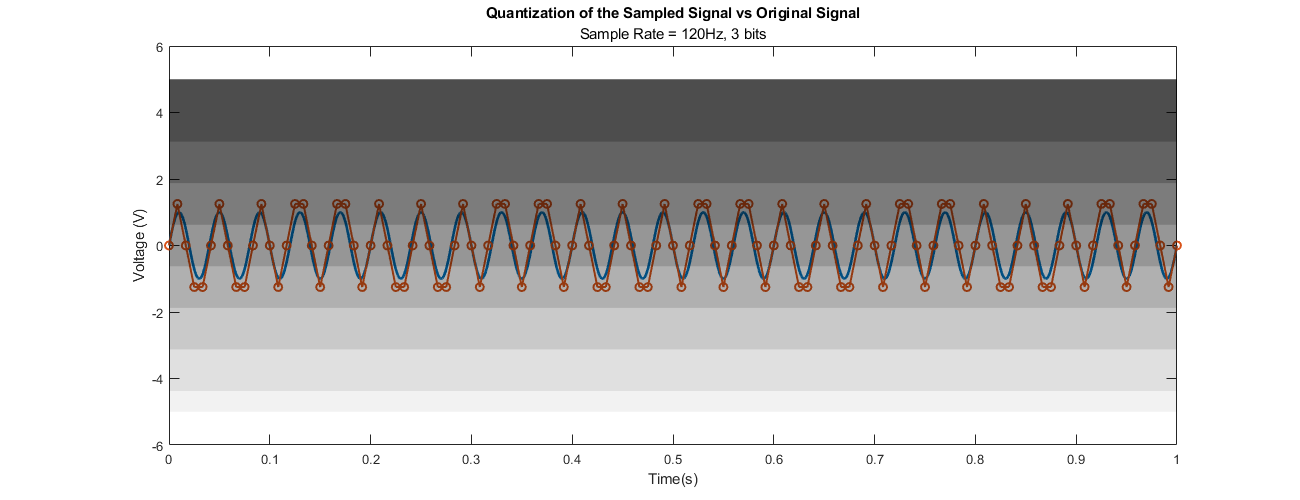 Quantization of the Sampled Signal vs Original Signal
Sample Rate = 120Hz, 3 bits
6
4
2
0
-2
-4
-6
Voltage (V)
0 0.1 0.2 0.3 0.4 0.5 0.6 0.7 0.8 0.9 1
Time(s)